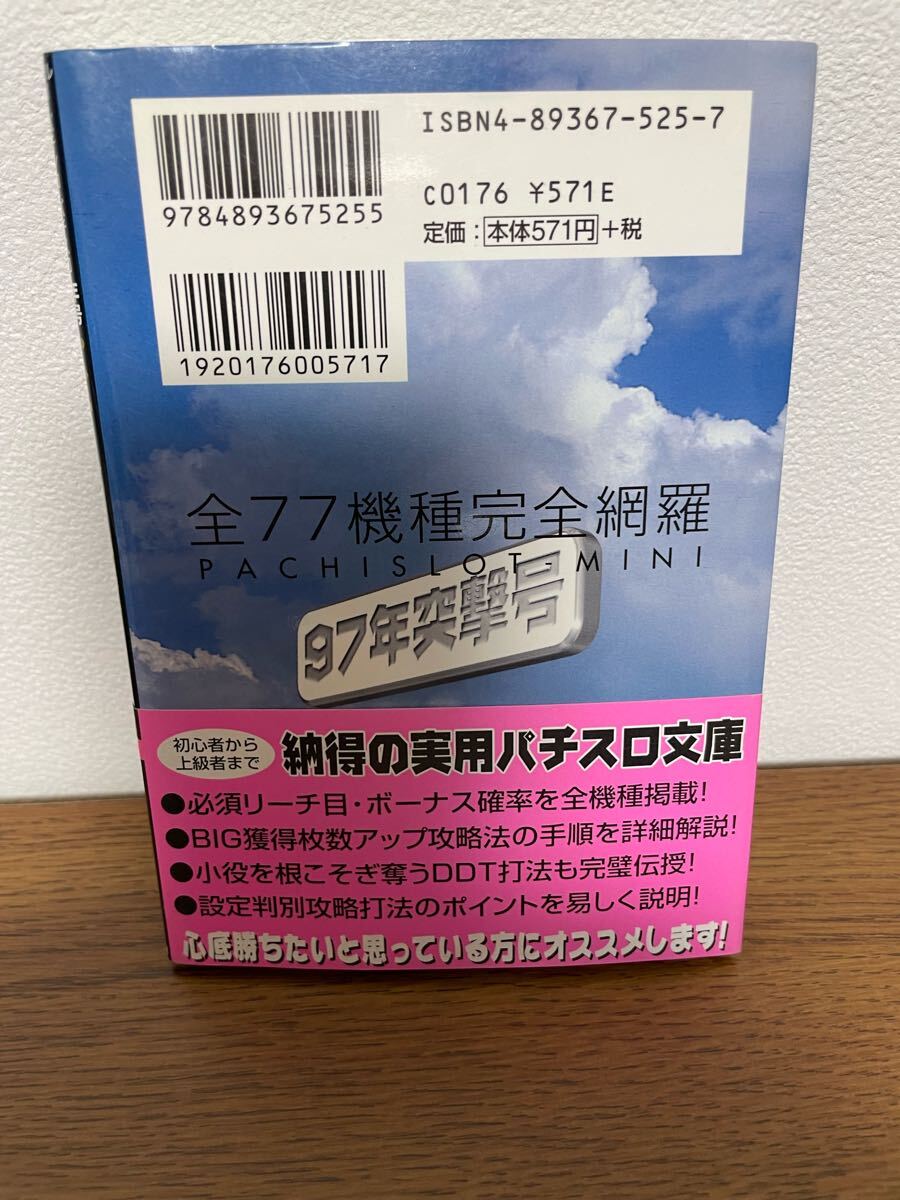 ISBN4-89367-525-7
9784893675255
C0176 ¥571E
定価：本体571円+税
1920176005717
全77機種完全網羅
PACHISLOT-MINI
97年突撃号
初心者から
上級者まで
納得の実用パチスロ文庫
●必須リーチ目・ボーナス確率を全機種掲載!
●BIG獲得枚数アップ攻略法の手順を詳細解説!
●小役を根こそぎ奪うDDT打法も完璧伝授!
●設定判別攻略打法のポイントを易しく説明!
心底勝ちたいと思っている方にオススメします!